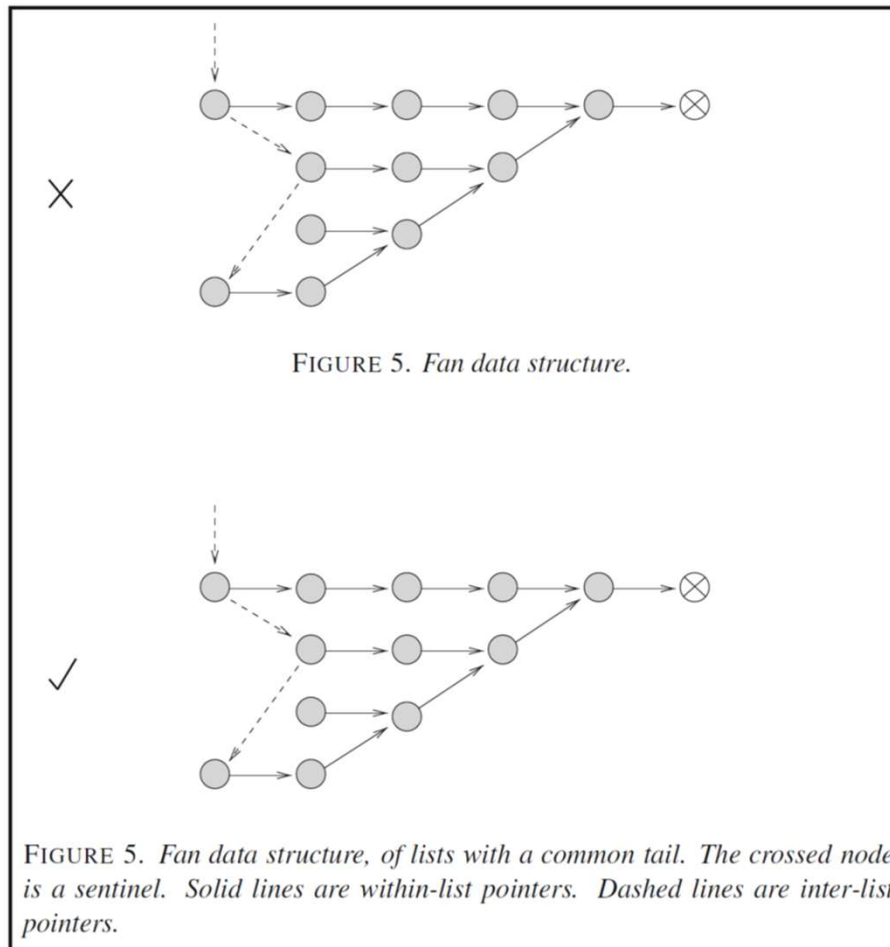 FIGURE 5. Fan data structure.
FIGURE 5. Fan data structure, of lists with a common tail. The crossed node
is a sentinel. Solid lines are within-list pointers. Dashed lines are inter-list
pointers.